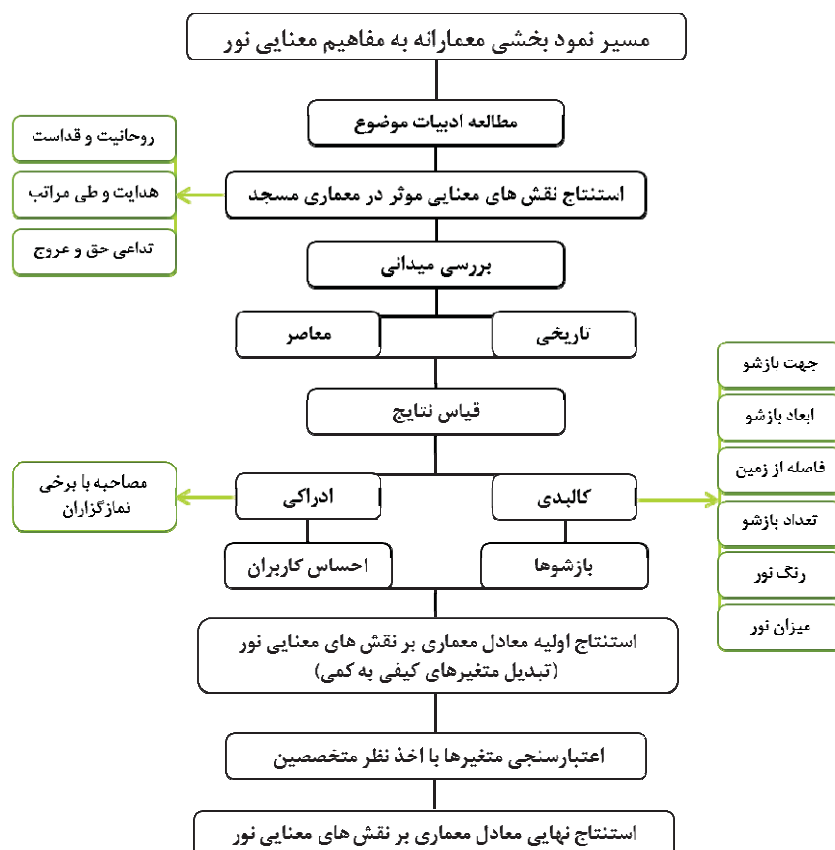 مسیر نمود بخشی معمارانه به مفاهیم معنایی نور
مطالعه ادبیات موضوع
استنتاج نقش های معنایی موثر در معماری مسجد
روحانیت و قداست
هدایت و طی مراتب
تداعی حق و عروج
بررسی میدانی
تاریخی
معاصر
قیاس نتایج
کالبدی
ادراکی
جهت بازشو
ابعاد بازشو
فاصله از زمین
تعداد بازشو
رنگ نور
میزان نور
مصاحبه با برخی
نمازگزاران
بازشوها
احساس کاربران
استنتاج اولیه معادل معماری بر نقش های معنایی نور
(تبدیل متغیرهای کیفی به کمی)
اعتبارسنجی متغیرها با اخذ نظر متخصصین
استنتاج نهایی معادل معماری بر نقش های معنایی نور